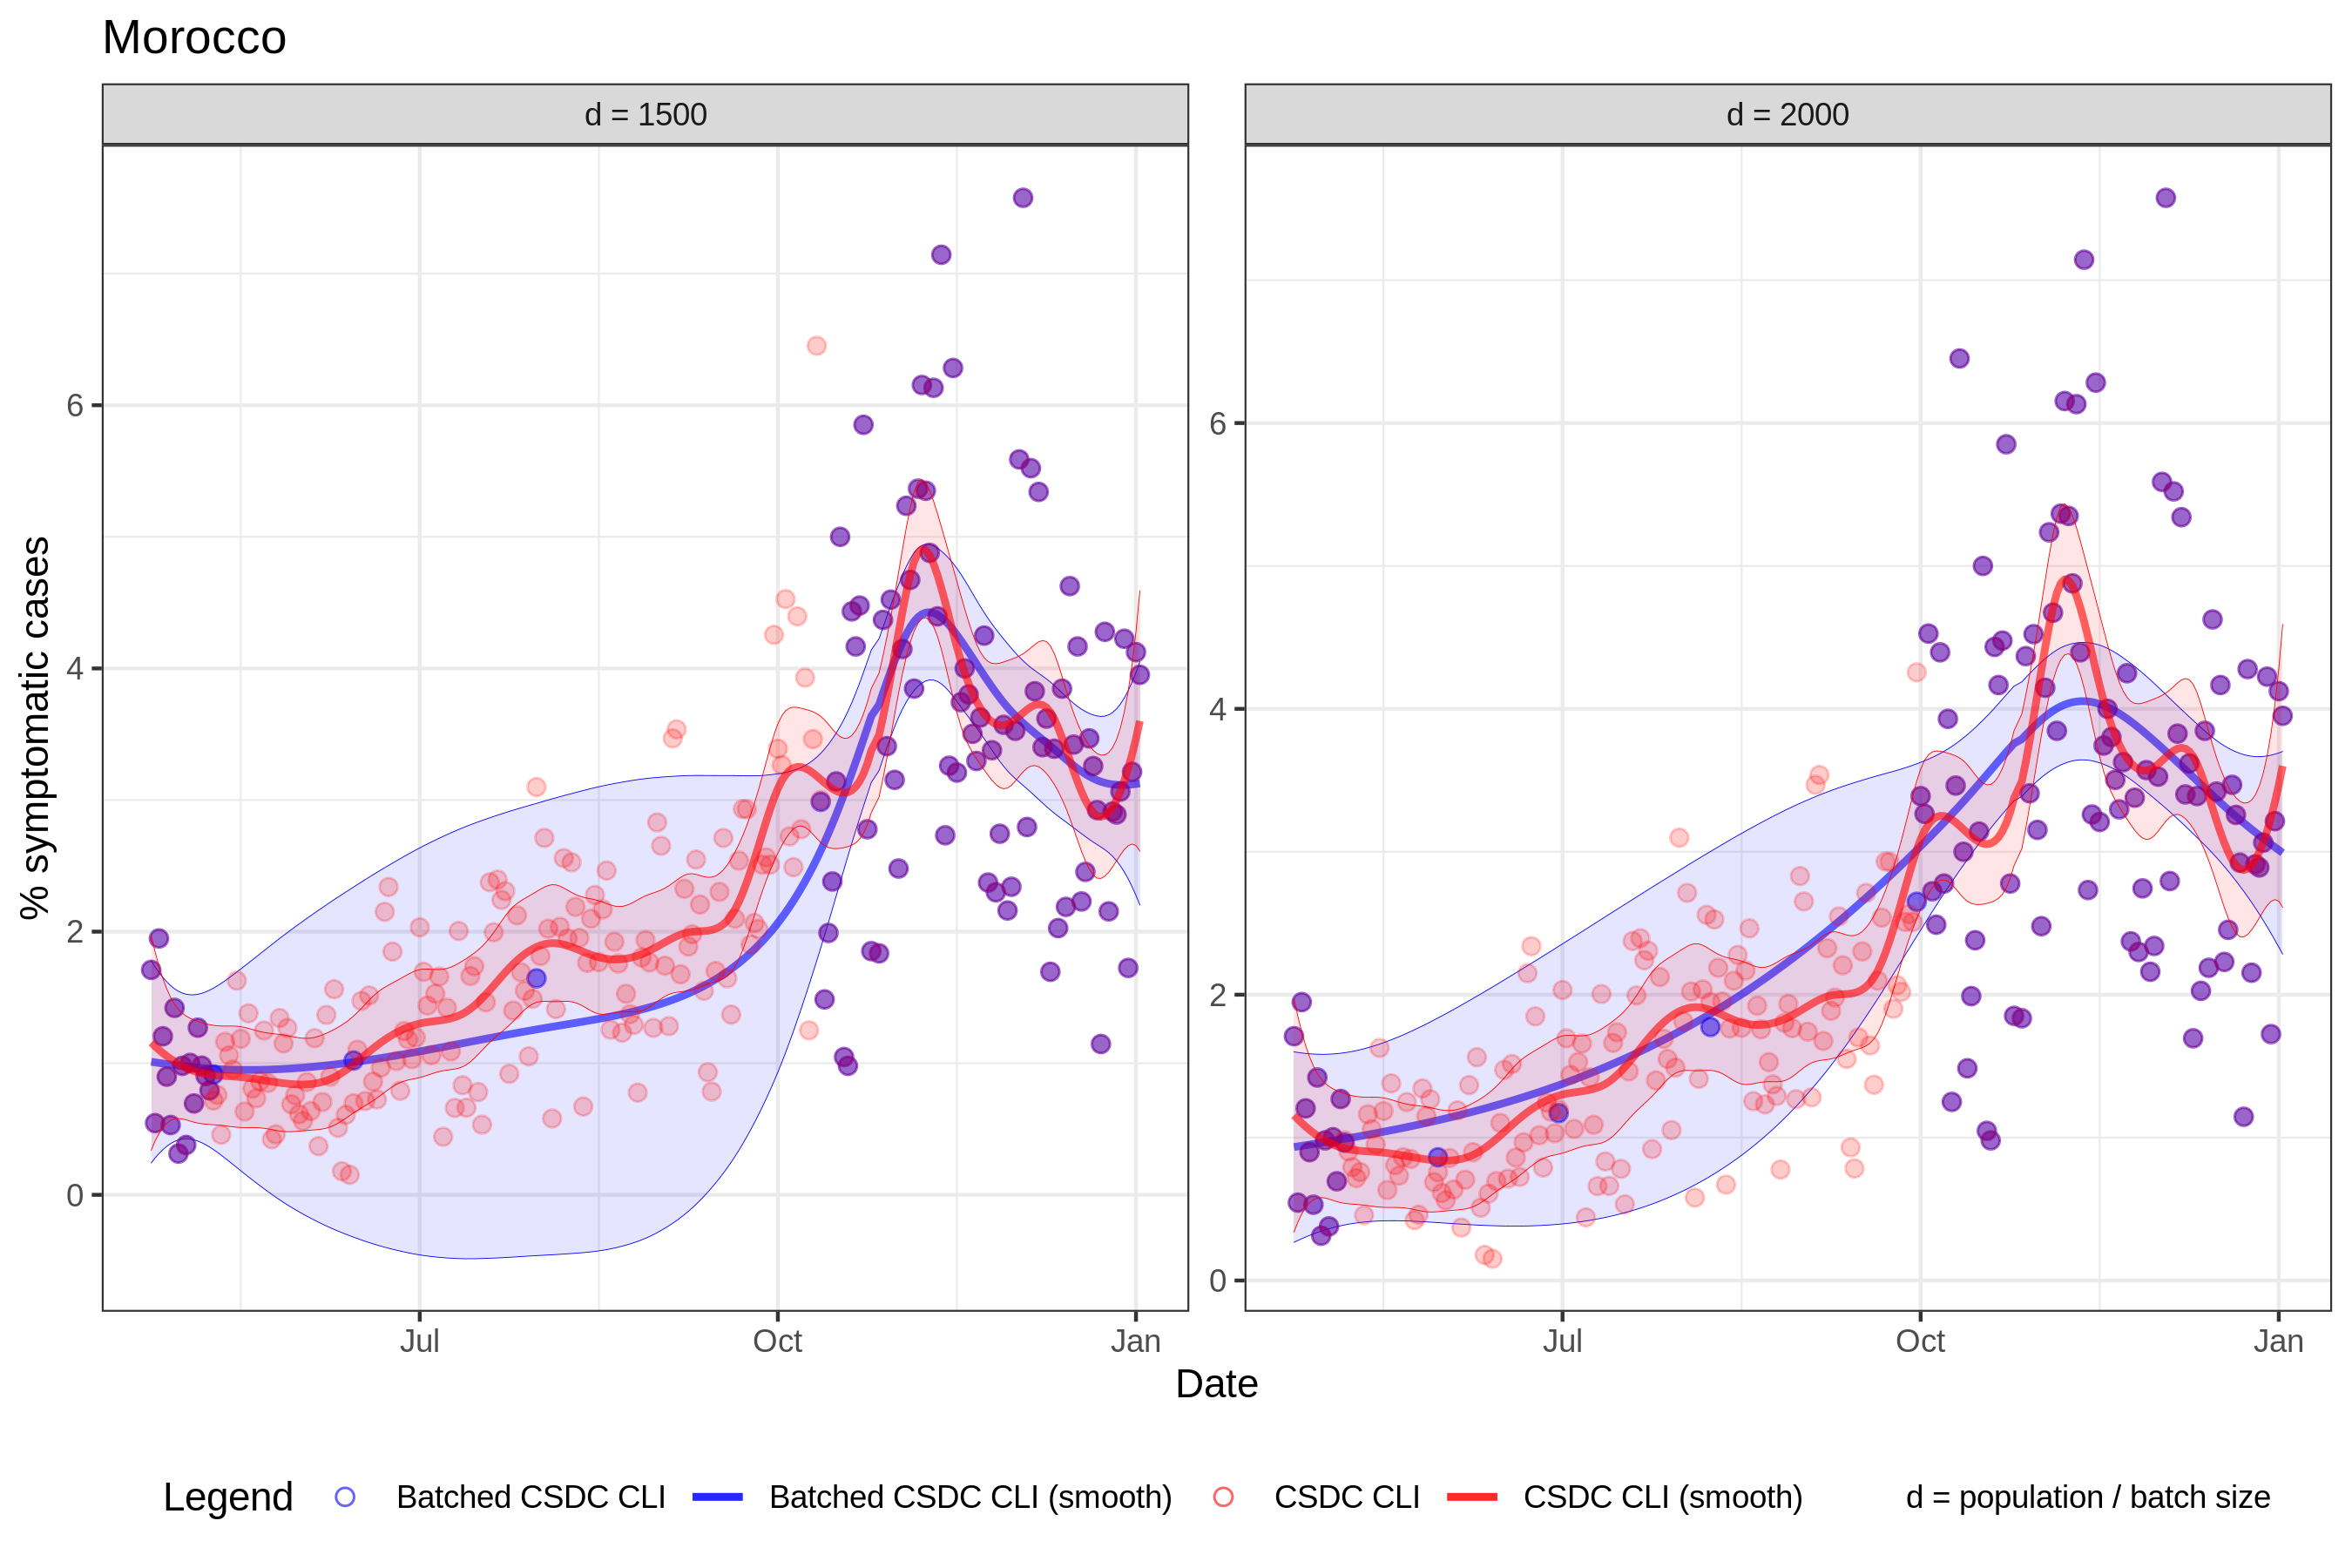 Morocco
d = 1500
d = 2000
% symptomatic cases
6
4
2
0
6
4
2
0
Jul
Oct
Jan
Jul
Oct
Jan
Date
Legend
Batched CSDC CLI
Batched CSDC CLI (smooth)
CSDC CLI
CSDC CLI (smooth)
d = population / batch size